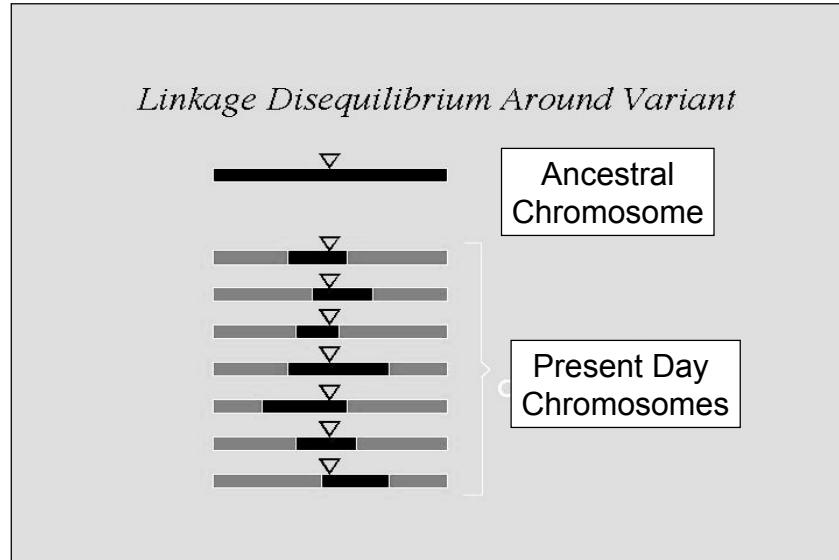 Linkage Disequilibrium Around Variant
Ancestral
Chromosome
Present Day
Chromosomes